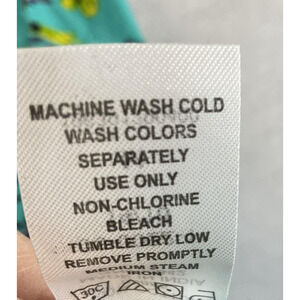 MACHINE WASH COLD
WASH COLORS
SEPARATELY
USE ONLY
NON-CHLORINE
BLEACH
TUMBLE DRY LOW
REMOVE PROMPTLY
MEDIUM STEAM
IRON
30C